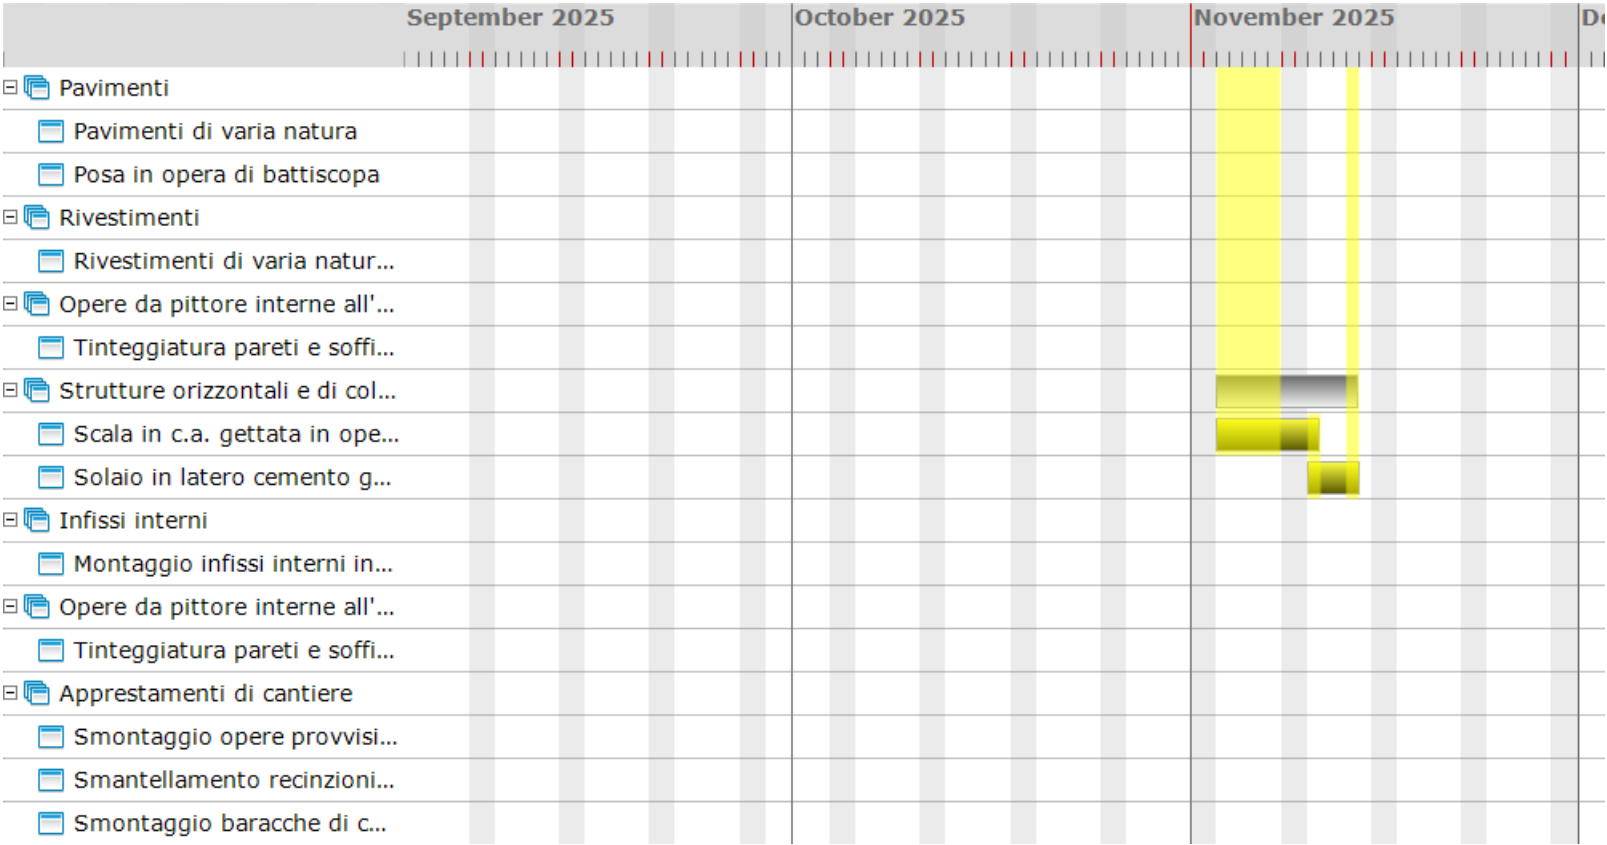 September 2025 October 2025 November 2025 De
Pavimenti
Pavimenti di varia natura
Posa in opera di battiscopa
Rivestimenti
Rivestimenti di varia natur...
Opere da pittore interne all'...
Tinteggiatura pareti e soffi...
Strutture orizzontali e di col...
Scala in c.a. gettata in ope...
Solaio in latero cemento g...
Infissi interni
Montaggio infissi interni in...
Opere da pittore interne all'...
Tinteggiatura pareti e soffi...
Apprestamenti di cantiere
Smontaggio opere provvisi...
Smantellamento recinzioni...
Smontaggio baracche di c...